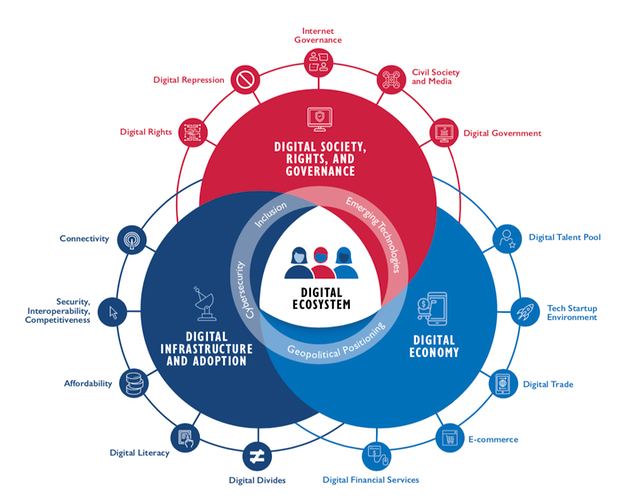 Internet
Governance
Digital Repression
Civil Society
and Media
Digital Rights
Digital Government
DIGITAL SOCIETY,
RIGHTS, AND
GOVERNANCE
Inclusion
Emerging Technologies
Cybersecurity
Geopolitical Positioning
DIGITAL
ECOSYSTEM
Connectivity
Security,
Interoperability,
Competitiveness
Affordability
Digital Literacy
Digital Divides
DIGITAL
INFRASTRUCTURE
AND ADOPTION
DIGITAL
ECONOMY
Digital Talent Pool
Tech Startup
Environment
Digital Trade
E-commerce
Digital Financial Services